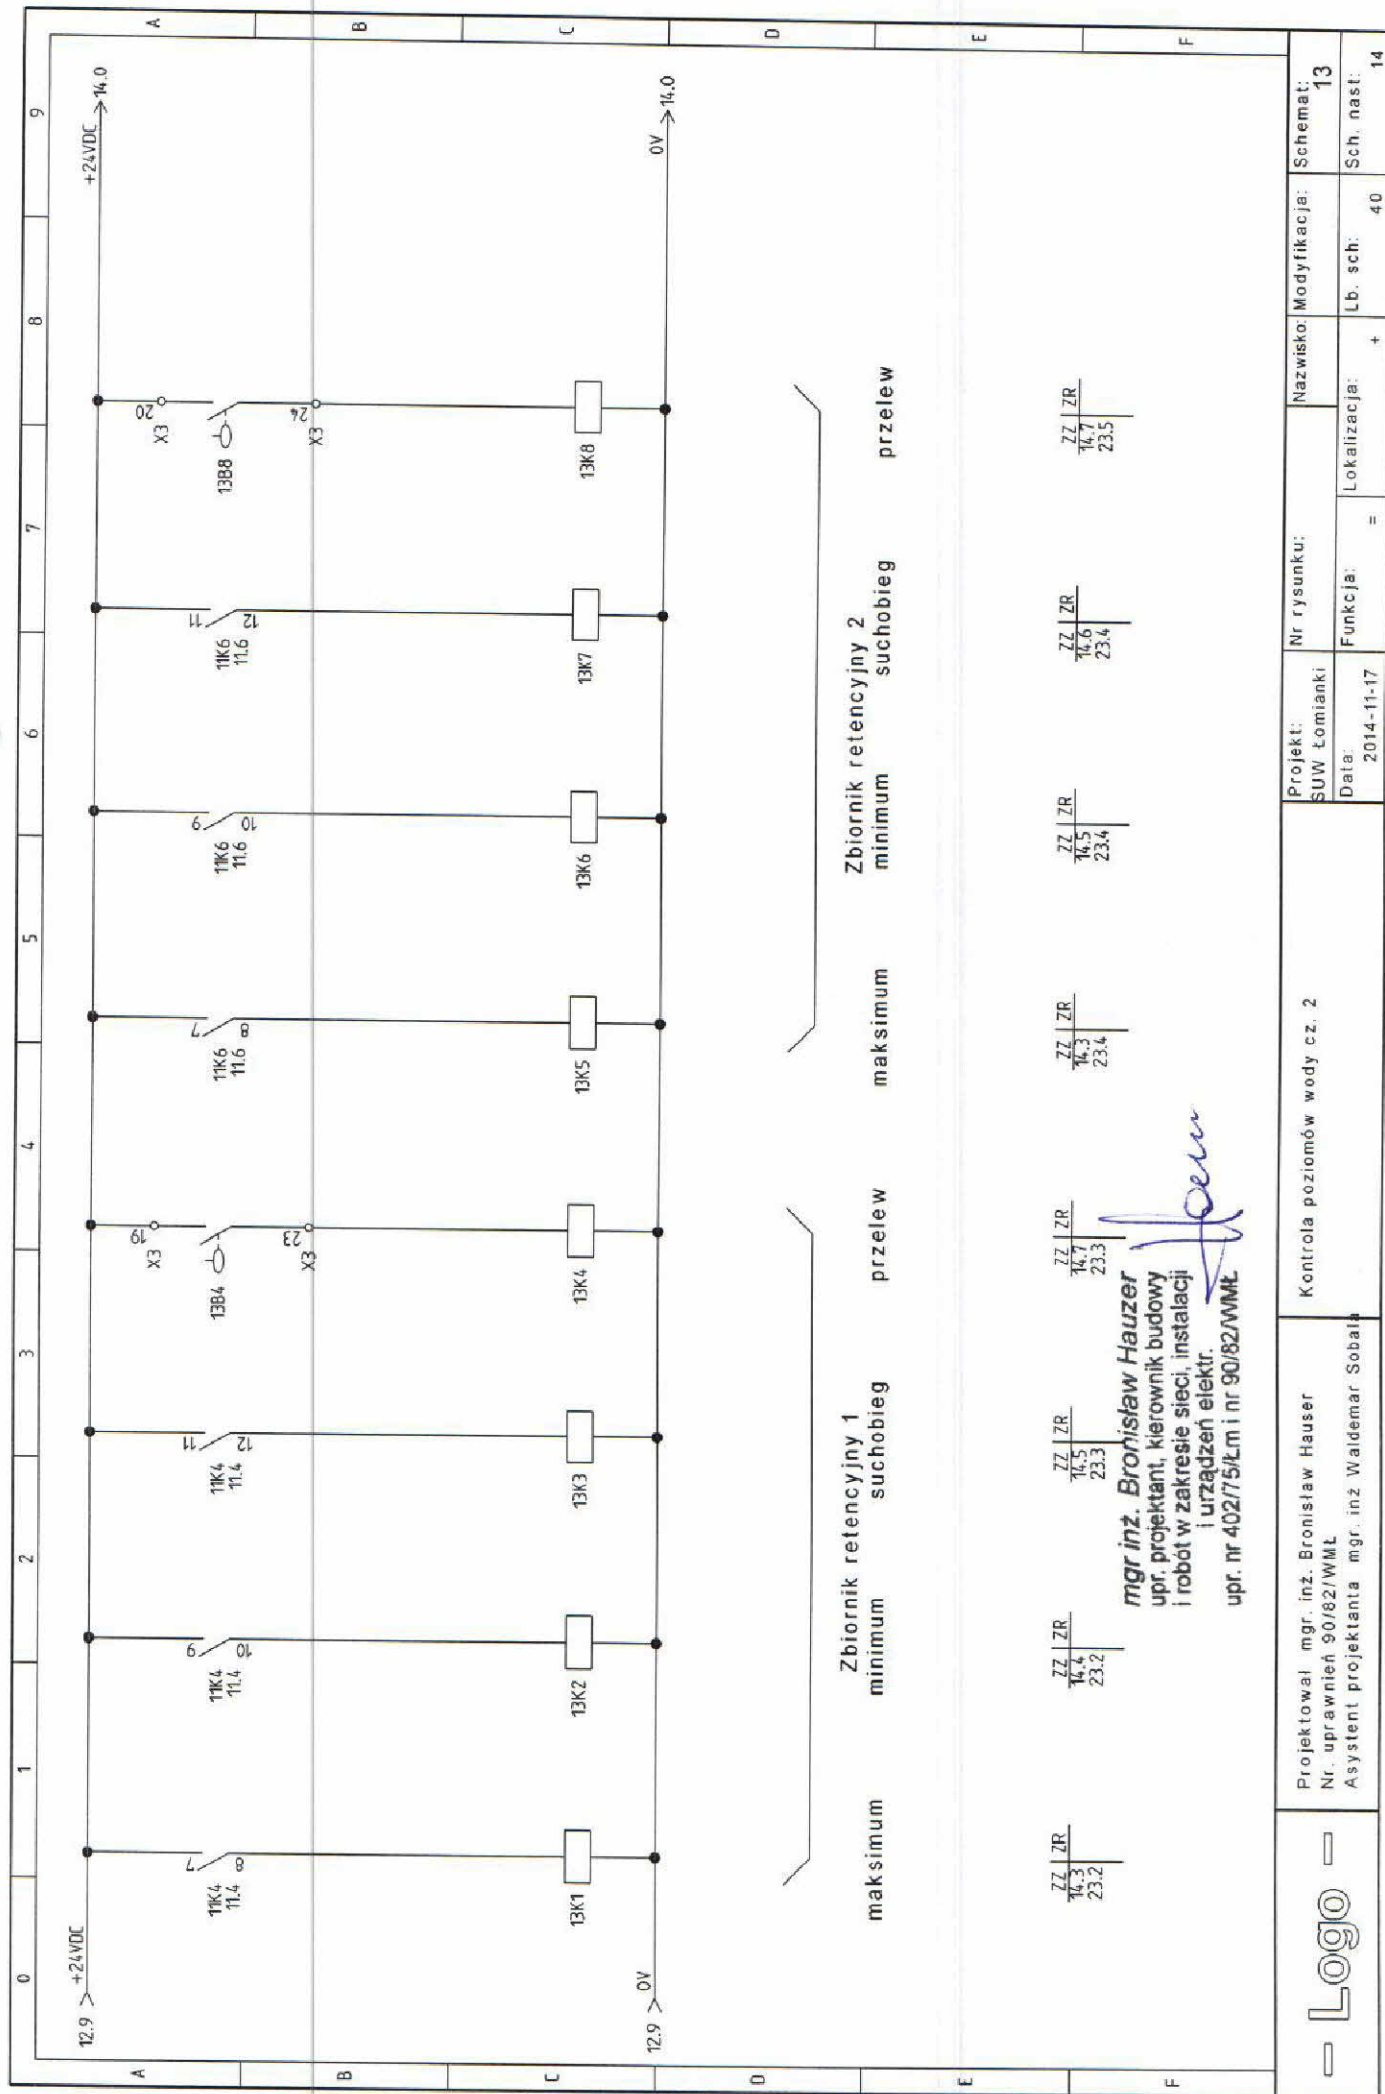 0 1 2 3 4 5 6 7 8 9
A A
B B
C C
D D
E E
F F
12.9 +24VDC +24VDC 14.0
X3 19 X3 20
7 9 11 7 9 11
11K4 11K4 11K4 13B4 11K6 11K6 11K6 13B8
11.4 11.4 11.4 11.6 11.6 11.6
8 10 12 8 10 12
X3 23 X3 24
13K1 13K2 13K3 13K4 13K5 13K6 13K7 13K8
12.9 0V 0V 14.0
Zbiornik retencyjny 1 Zbiornik retencyjny 2
maksimum minimum suchobieg przelew maksimum minimum suchobieg przelew
ZZ ZR ZZ ZR ZZ ZR ZZ ZR ZZ ZR ZZ ZR ZZ ZR ZZ ZR
14.3 14.4 14.5 14.7 14.3 14.5 14.6 14.7
23.2 23.2 23.3 23.3 23.4 23.4 23.4 23.5
mgr inż. Bronisław Hauzer
upr. projektant, kierownik budowy
i robót w zakresie sieci, instalacji
i urządzeń elektr.
upr. nr 402/75/Łm i nr 90/82/WMŁ
Logo
Projektował mgr. inż. Bronisław Hauser
Nr. uprawnień 90/82/WMŁ
Asystent projektanta mgr. inż Waldemar Sobala
Kontrola poziomów wody cz. 2
Projekt: Nr rysunku: Nazwisko: Modyfikacja: Schemat:
SUW Łomianki 13
Data: Funkcja: Lokalizacja: Lb. sch: Sch. nast:
2014-11-17 = + 40 14